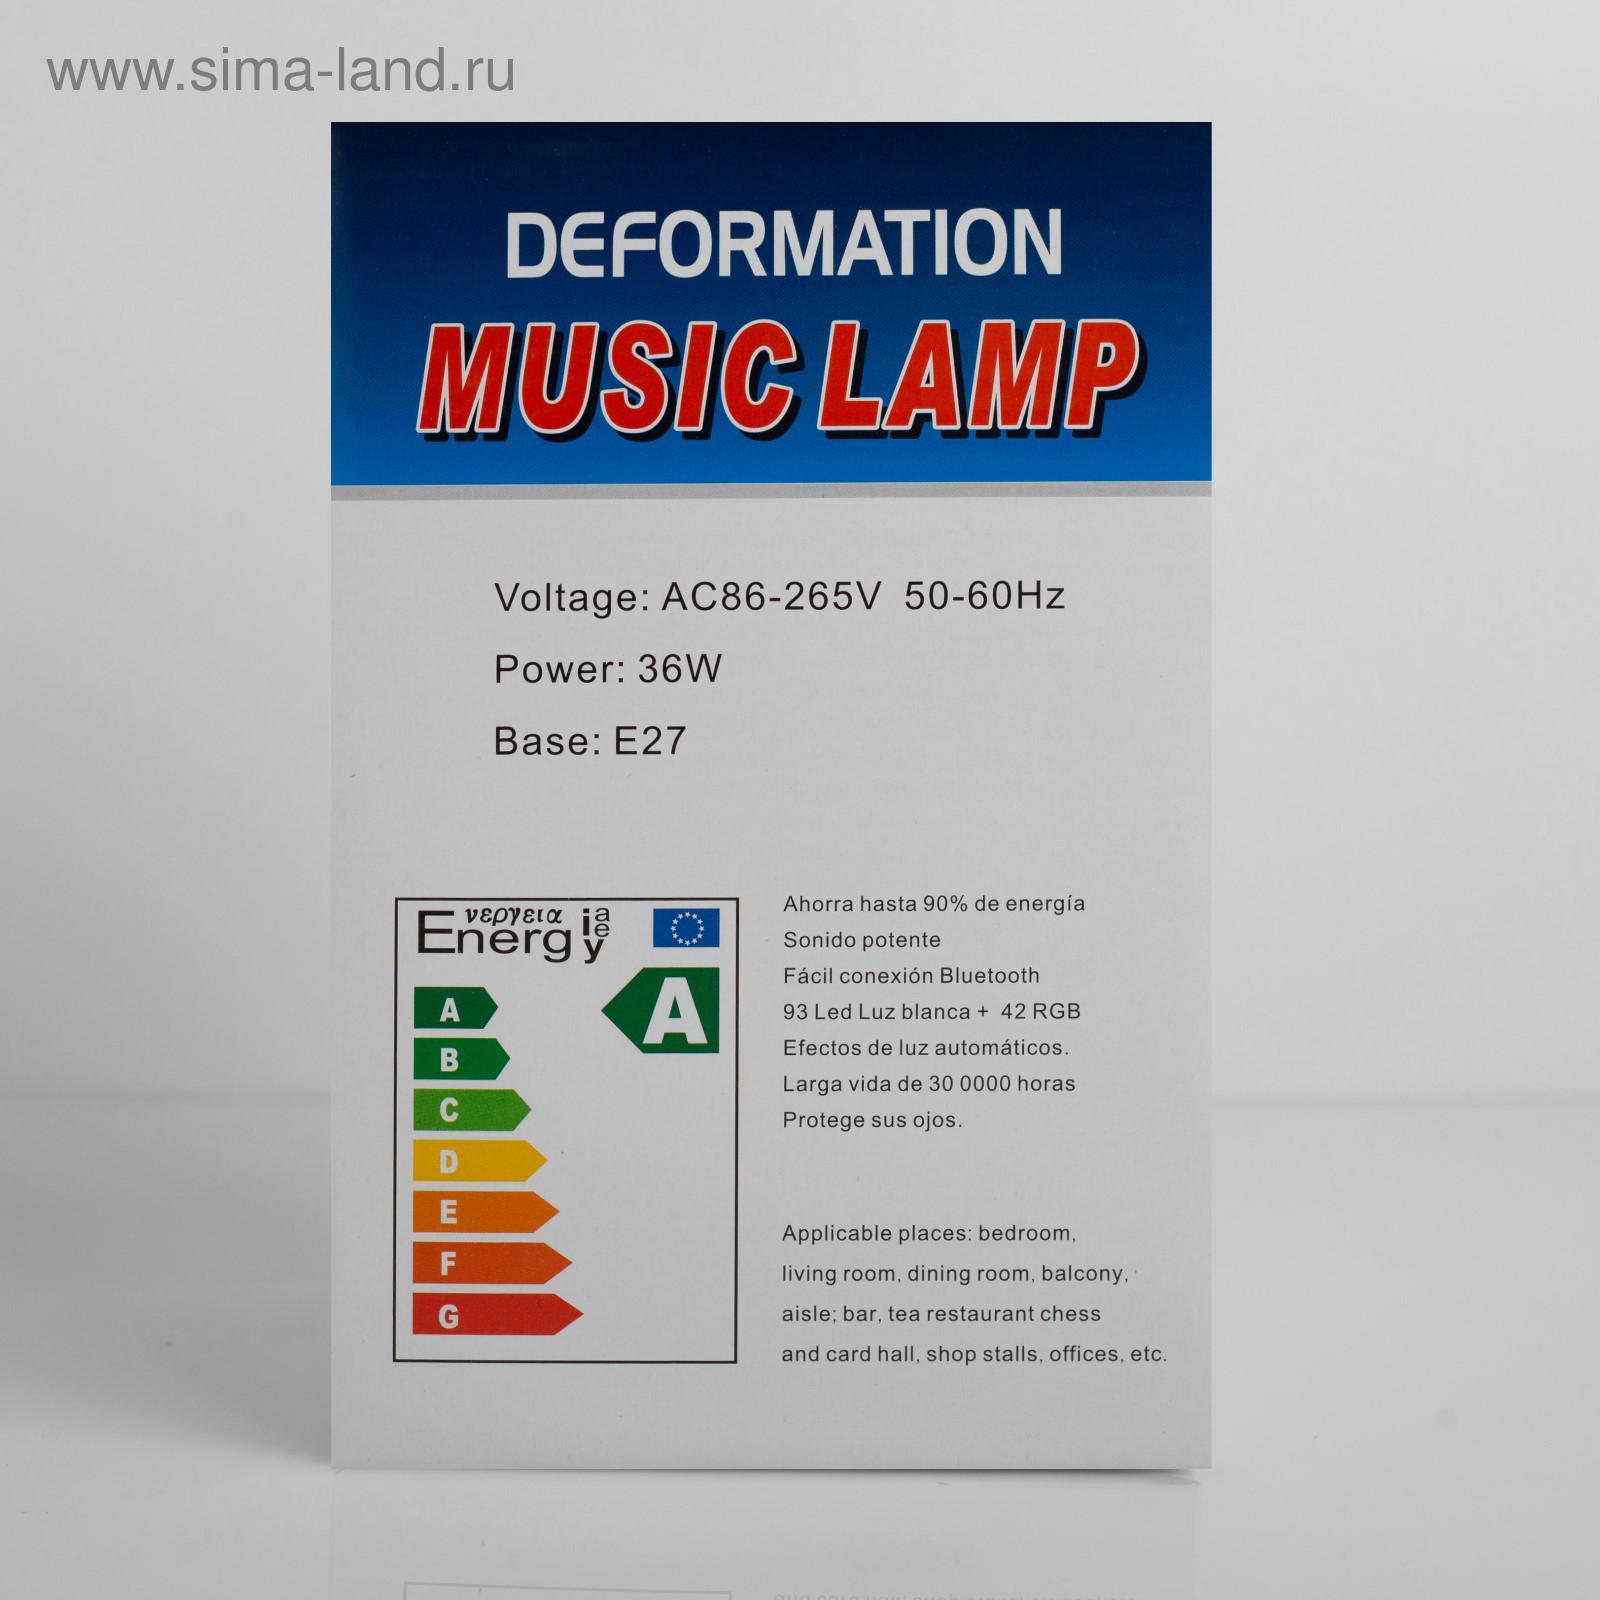 www.sima-land.ru
DEFORMATION
MUSIC LAMP
Voltage: AC86-265V 50-60Hz
Power: 36W
Base: E27
Energ νεργεια
i a
y e
A
A
B
C
D
E
F
G
Ahorra hasta 90% de energía
Sonido potente
Fácil conexión Bluetooth
93 Led Luz blanca + 42 RGB
Efectos de luz automáticos.
Larga vida de 30 0000 horas
Protege sus ojos.
Applicable places: bedroom,
living room, dining room, balcony,
aisle; bar, tea restaurant chess
and card hall, shop stalls, offices, etc.